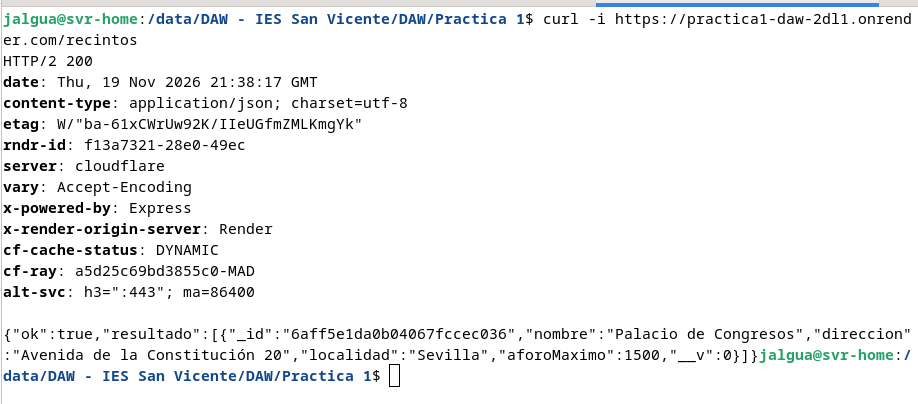 jalgua@svr-home:/data/DAW - IES San Vicente/DAW/Practica 1$ curl -i https://practica1-daw-2dl1.onrend
er.com/recintos
HTTP/2 200
date: Thu, 19 Nov 2026 21:38:17 GMT
content-type: application/json; charset=utf-8
etag: W/"ba-61xCWrUw92K/IIeUGfmZMLKmgYk"
rndr-id: f13a7321-28e0-49ec
server: cloudflare
vary: Accept-Encoding
x-powered-by: Express
x-render-origin-server: Render
cf-cache-status: DYNAMIC
cf-ray: a5d25c69bd3855c0-MAD
alt-svc: h3=":443"; ma=86400

{"ok":true,"resultado":[{"_id":"6aff5e1da0b04067fccec036","nombre":"Palacio de Congresos","direccion"
:"Avenida de la Constitución 20","localidad":"Sevilla","aforoMaximo":1500,"__v":0}]}jalgua@svr-home:/
data/DAW - IES San Vicente/DAW/Practica 1$